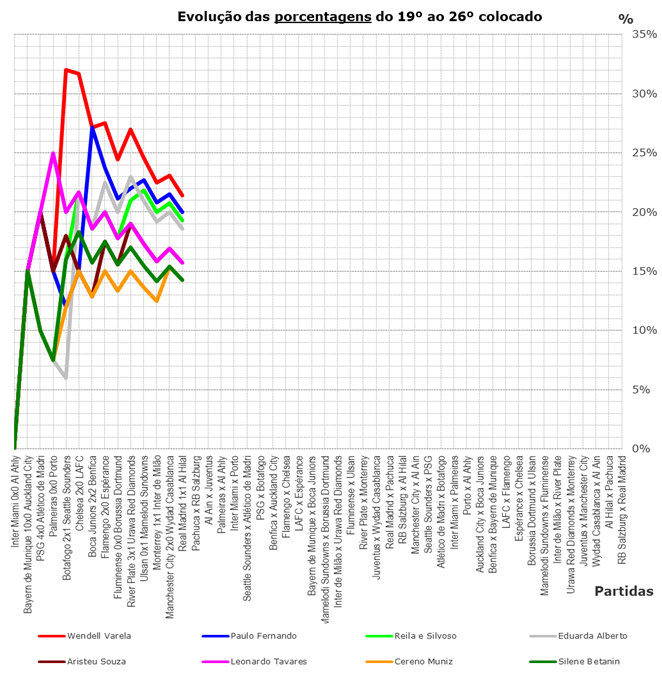 Evolução das porcentagens do 19º ao 26º colocado
%
35%
30%
25%
20%
15%
10%
5%
0%
Inter Miami 0x0 Al Ahly
Bayern de Munique 10x0 Auckland City
PSG 4x0 Atlético de Madri
Palmeiras 0x0 Porto
Botafogo 2x1 Seattle Sounders
Chelsea 2x0 LAFC
Boca Juniors 2x2 Benfica
Flamengo 2x0 Espérance
Fluminense 0x0 Borussia Dortmund
River Plate 3x1 Urawa Red Diamonds
Ulsan 0x1 Mamelodi Sundowns
Monterrey 1x1 Inter de Milão
Manchester City 2x0 Wydad Casablanca
Real Madrid 1x1 Al Hilal
Pachuca x RB Salzburg
Al Ain x Juventus
Palmeiras x Al Ahly
Inter Miami x Porto
Seattle Sounders x Atlético de Madri
PSG x Botafogo
Benfica x Auckland City
Flamengo x Chelsea
LAFC x Espérance
Bayern de Munique x Boca Juniors
Mamelodi Sundowns x Borussia Dortmund
Inter de Milão x Urawa Red Diamonds
Fluminense x Ulsan
River Plate x Monterrey
Juventus x Wydad Casablanca
Real Madrid x Pachuca
RB Salzburg x Al Hilal
Manchester City x Al Ain
Seattle Sounders x PSG
Atlético de Madri x Botafogo
Inter Miami x Palmeiras
Porto x Al Ahly
Auckland City x Boca Juniors
Benfica x Bayern de Munique
LAFC x Flamengo
Espérance x Chelsea
Borussia Dortmund x Ulsan
Mamelodi Sundowns x Fluminense
Inter de Milão x River Plate
Urawa Red Diamonds x Monterrey
Juventus x Manchester City
Wydad Casablanca x Al Ain
Al Hilal x Pachuca
RB Salzburg x Real Madrid
Partidas
Wendell Varela
Paulo Fernando
Reila e Silvoso
Eduarda Alberto
Aristeu Souza
Leonardo Tavares
Cereno Muniz
Silene Betanin